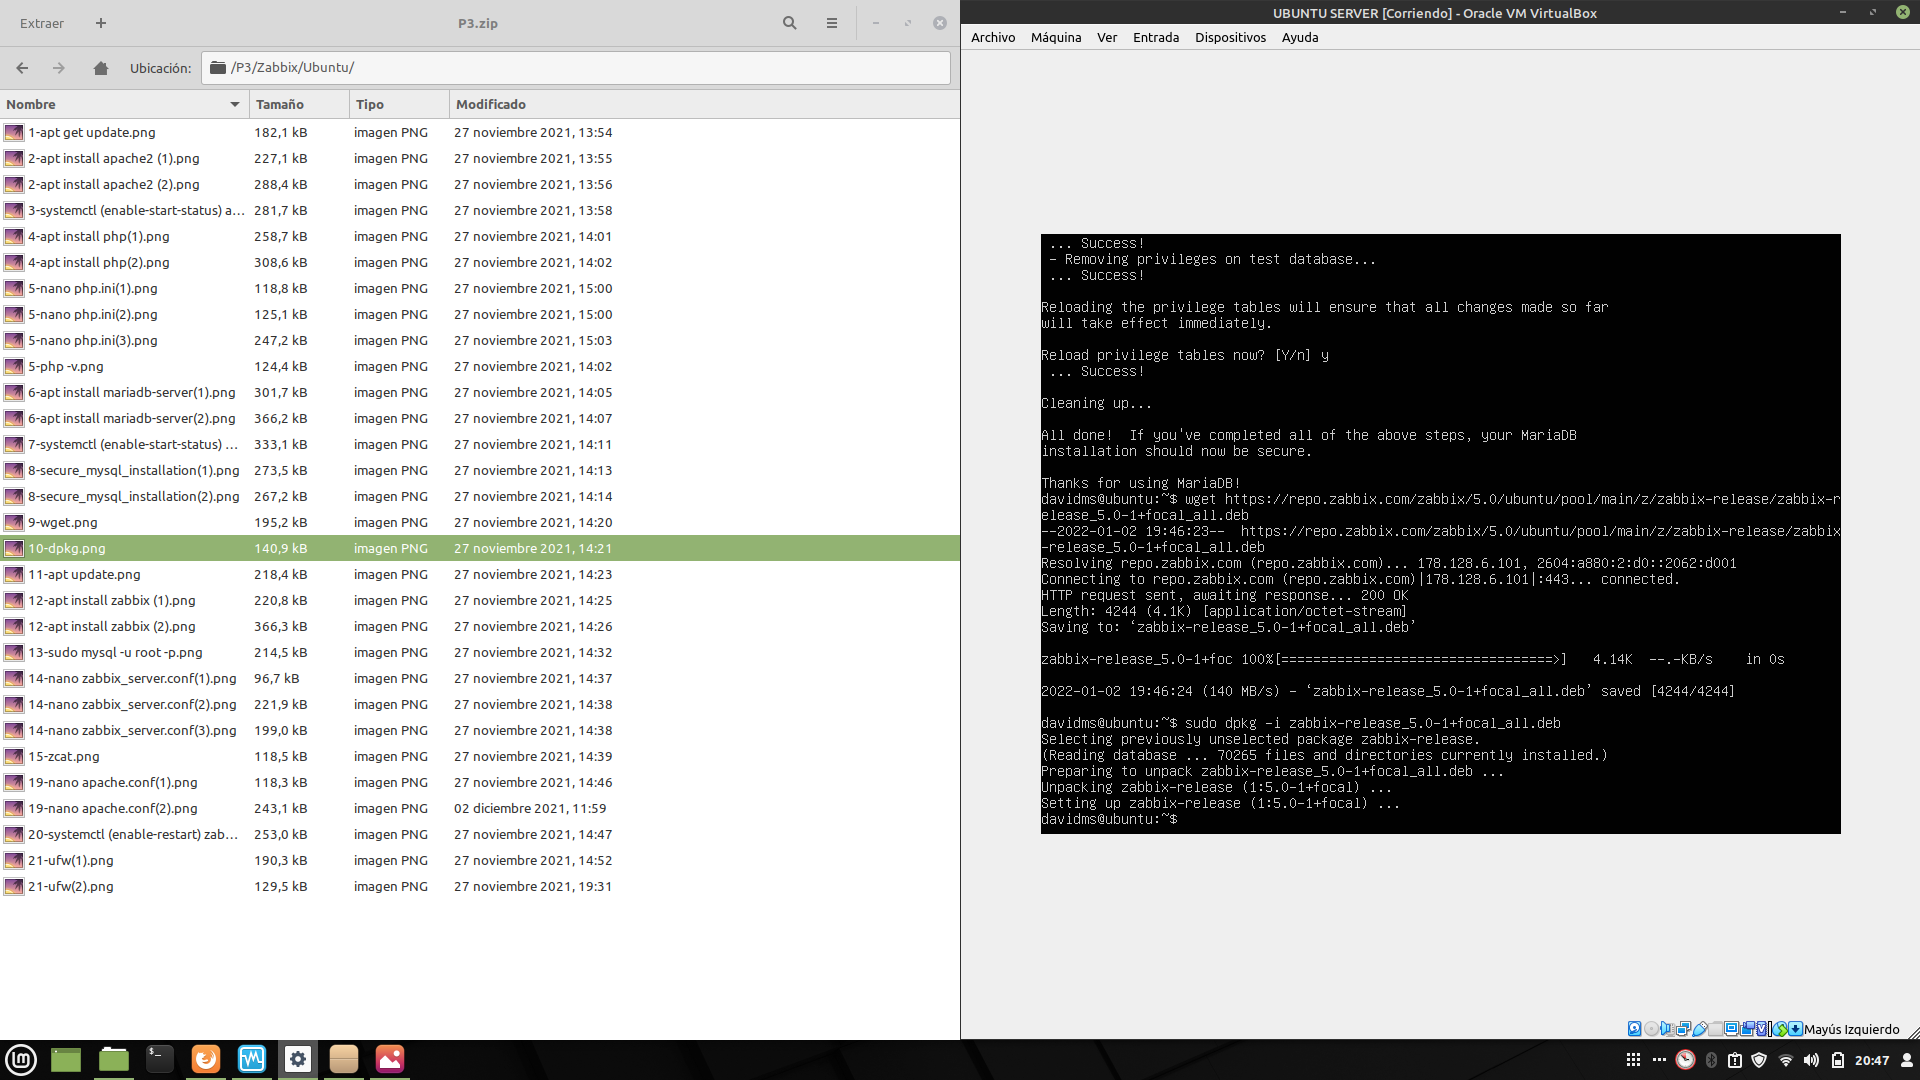 Extraer
P3.zip
Ubicación: /P3/Zabbix/Ubuntu/
Nombre Tamaño Tipo Modificado
1-apt get update.png 182,1 kB imagen PNG 27 noviembre 2021, 13:54
2-apt install apache2 (1).png 227,1 kB imagen PNG 27 noviembre 2021, 13:55
2-apt install apache2 (2).png 288,4 kB imagen PNG 27 noviembre 2021, 13:56
3-systemctl (enable-start-status) a... 281,7 kB imagen PNG 27 noviembre 2021, 13:58
4-apt install php(1).png 258,7 kB imagen PNG 27 noviembre 2021, 14:01
4-apt install php(2).png 308,6 kB imagen PNG 27 noviembre 2021, 14:02
5-nano php.ini(1).png 118,8 kB imagen PNG 27 noviembre 2021, 15:00
5-nano php.ini(2).png 125,1 kB imagen PNG 27 noviembre 2021, 15:00
5-nano php.ini(3).png 247,2 kB imagen PNG 27 noviembre 2021, 15:03
5-php -v.png 124,4 kB imagen PNG 27 noviembre 2021, 14:02
6-apt install mariadb-server(1).png 301,7 kB imagen PNG 27 noviembre 2021, 14:05
6-apt install mariadb-server(2).png 366,2 kB imagen PNG 27 noviembre 2021, 14:07
7-systemctl (enable-start-status) ... 333,1 kB imagen PNG 27 noviembre 2021, 14:11
8-secure_mysql_installation(1).png 273,5 kB imagen PNG 27 noviembre 2021, 14:13
8-secure_mysql_installation(2).png 267,2 kB imagen PNG 27 noviembre 2021, 14:14
9-wget.png 195,2 kB imagen PNG 27 noviembre 2021, 14:20
10-dpkg.png 140,9 kB imagen PNG 27 noviembre 2021, 14:21
11-apt update.png 218,4 kB imagen PNG 27 noviembre 2021, 14:23
12-apt install zabbix (1).png 220,8 kB imagen PNG 27 noviembre 2021, 14:25
12-apt install zabbix (2).png 366,3 kB imagen PNG 27 noviembre 2021, 14:26
13-sudo mysql -u root -p.png 214,5 kB imagen PNG 27 noviembre 2021, 14:32
14-nano zabbix_server.conf(1).png 96,7 kB imagen PNG 27 noviembre 2021, 14:37
14-nano zabbix_server.conf(2).png 221,9 kB imagen PNG 27 noviembre 2021, 14:38
14-nano zabbix_server.conf(3).png 199,0 kB imagen PNG 27 noviembre 2021, 14:38
15-zcat.png 118,5 kB imagen PNG 27 noviembre 2021, 14:39
19-nano apache.conf(1).png 118,3 kB imagen PNG 27 noviembre 2021, 14:46
19-nano apache.conf(2).png 243,1 kB imagen PNG 02 diciembre 2021, 11:59
20-systemctl (enable-restart) zab... 253,0 kB imagen PNG 27 noviembre 2021, 14:47
21-ufw(1).png 190,3 kB imagen PNG 27 noviembre 2021, 14:52
21-ufw(2).png 129,5 kB imagen PNG 27 noviembre 2021, 19:31
UBUNTU SERVER [Corriendo] - Oracle VM VirtualBox
Archivo Máquina Ver Entrada Dispositivos Ayuda
... Success!
- Removing privileges on test database...
... Success!
Reloading the privilege tables will ensure that all changes made so far
will take effect immediately.
Reload privilege tables now? [Y/n] y
... Success!
Cleaning up...
All done!  If you've completed all of the above steps, your MariaDB
installation should now be secure.
Thanks for using MariaDB!
davidms@ubuntu:~$ wget https://repo.zabbix.com/zabbix/5.0/ubuntu/pool/main/z/zabbix-release/zabbix-r
elease_5.0-1+focal_all.deb
--2022-01-02 19:46:23--  https://repo.zabbix.com/zabbix/5.0/ubuntu/pool/main/z/zabbix-release/zabbix
-release_5.0-1+focal_all.deb
Resolving repo.zabbix.com (repo.zabbix.com)... 178.128.6.101, 2604:a880:2:d0::2062:d001
Connecting to repo.zabbix.com (repo.zabbix.com)|178.128.6.101|:443... connected.
HTTP request sent, awaiting response... 200 OK
Length: 4244 (4.1K) [application/octet-stream]
Saving to: ‘zabbix-release_5.0-1+focal_all.deb’
zabbix-release_5.0-1+foc 100%[==================================>]   4.14K  --.-KB/s    in 0s
2022-01-02 19:46:24 (140 MB/s) - ‘zabbix-release_5.0-1+focal_all.deb’ saved [4244/4244]
davidms@ubuntu:~$ sudo dpkg -i zabbix-release_5.0-1+focal_all.deb
Selecting previously unselected package zabbix-release.
(Reading database ... 70265 files and directories currently installed.)
Preparing to unpack zabbix-release_5.0-1+focal_all.deb ...
Unpacking zabbix-release (1:5.0-1+focal) ...
Setting up zabbix-release (1:5.0-1+focal) ...
davidms@ubuntu:~$
Mayús Izquierdo
20:47